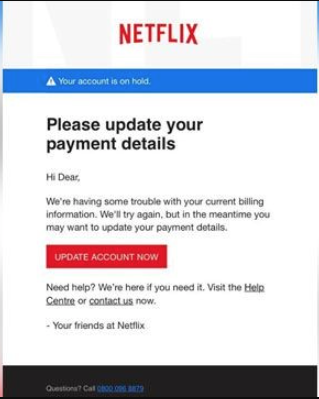 NETFLIX
Your account is on hold.
Please update your
payment details
Hi Dear,
We're having some trouble with your current billing
information. We'll try again, but in the meantime you
may want to update your payment details.
UPDATE ACCOUNT NOW
Need help? We're here if you need it. Visit the Help
Centre or contact us now.
- Your friends at Netflix
Questions? Call 0800 096 8879